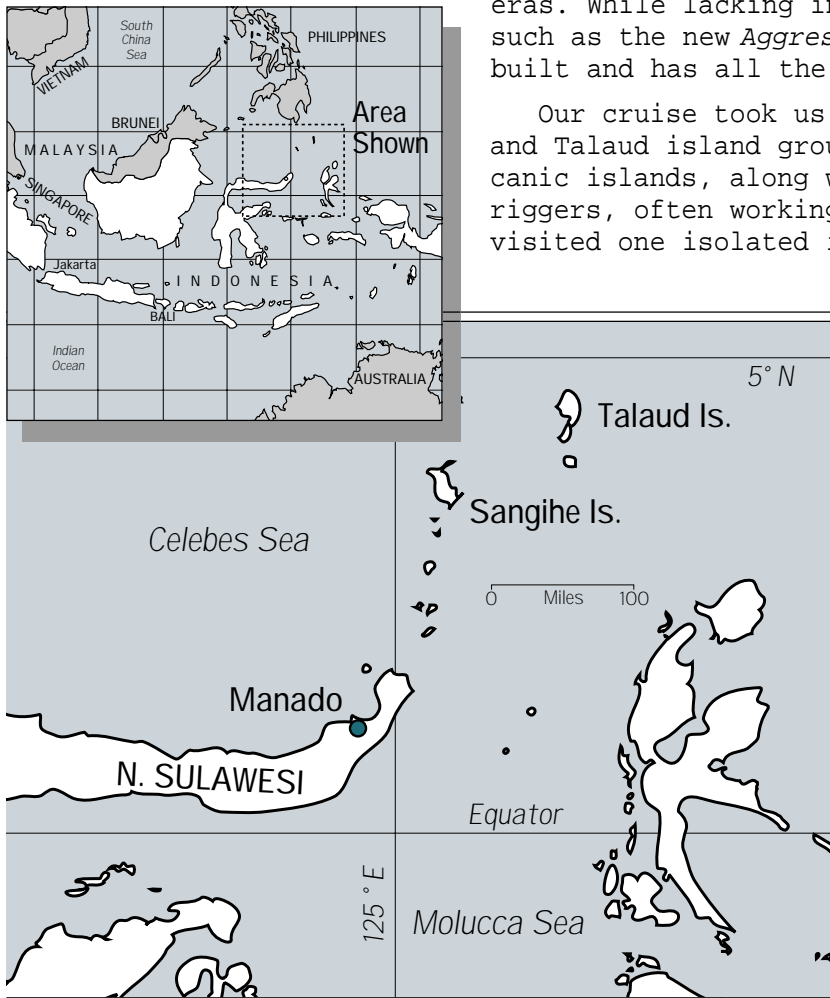 eras. While lacking
such as the new
built and has all the
Our cruise took us
and Talaud island
canic islands, along
riggers, often working
visited one isolated
South
China
Sea
PHILIPPINES
VIETNAM
BRUNEI
Area
Shown
MALAYSIA
SINGAPORE
Jakarta
INDONESIA
BALI
Indian
Ocean
AUSTRALIA
5° N
Talaud Is.
Sangihe Is.
Celebes Sea
0 Miles 100
Manado
N. SULAWESI
Equator
125° E
Molucca Sea